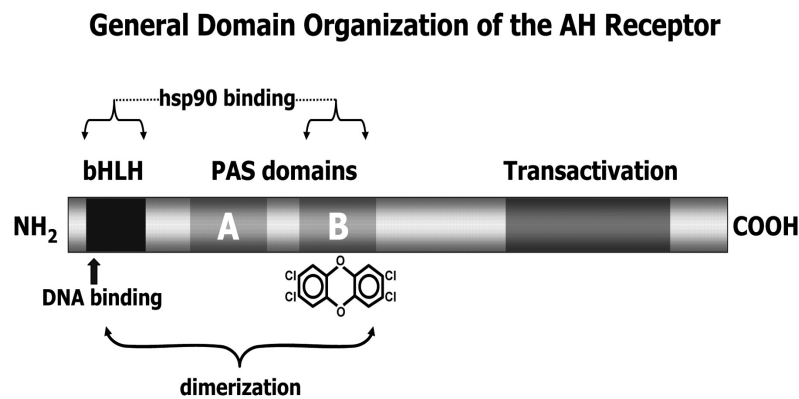 General Domain Organization of the AH Receptor
hsp90 binding
bHLH PAS domains Transactivation
NH2 A B COOH
DNA binding
O
Cl Cl
Cl Cl
O
dimerization